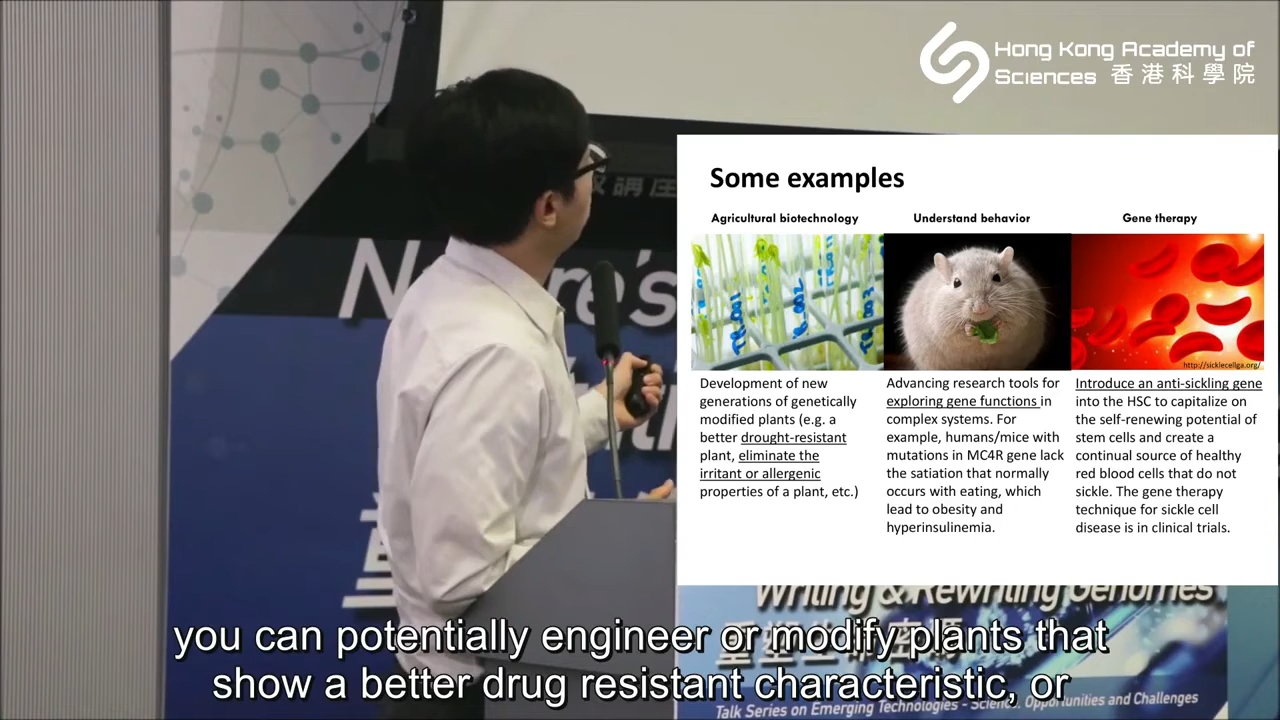 Hong Kong Academy of
Sciences 香港科學院
講座
Some examples
Agricultural biotechnology
Understand behavior
Gene therapy
http://sicklecellga.org/
Development of new
generations of genetically
modified plants (e.g. a
better drought-resistant
plant, eliminate the
irritant or allergenic
properties of a plant, etc.)
Advancing research tools for
exploring gene functions in
complex systems. For
example, humans/mice with
mutations in MC4R gene lack
the satiation that normally
occurs with eating, which
lead to obesity and
hyperinsulinemia.
Introduce an anti-sickling gene
into the HSC to capitalize on
the self-renewing potential of
stem cells and create a
continual source of healthy
red blood cells that do not
sickle. The gene therapy
technique for sickle cell
disease is in clinical trials.
Writing & Rewriting Genomes
you can potentially engineer or modify plants that
show a better drug resistant characteristic, or
Talk Series on Emerging Technologies - Science, Opportunities and Challenges